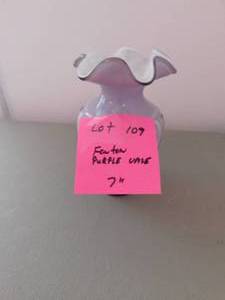 LOT 109
Fenton
PURPLE VASE
7"